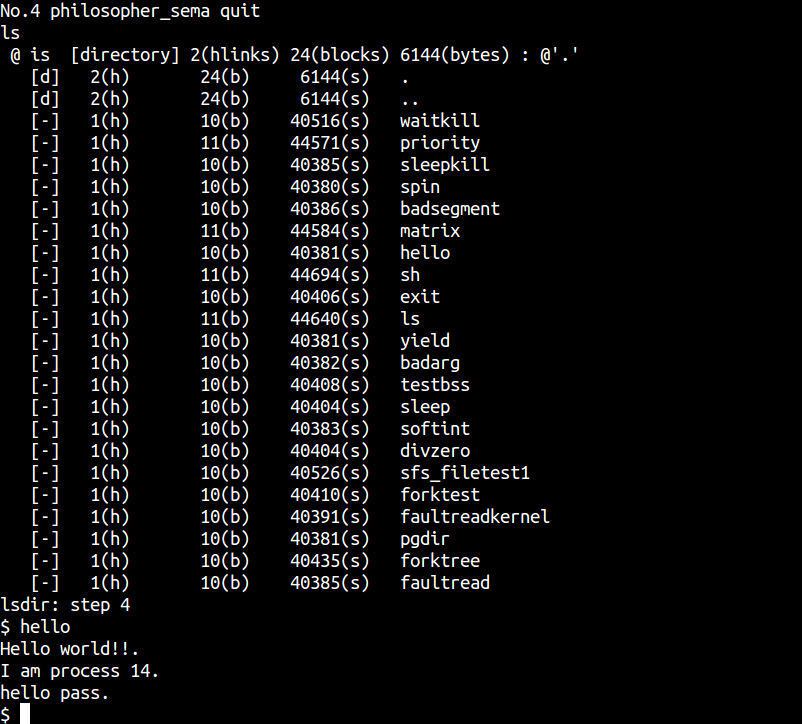 No.4 philosopher_sema quit
ls
 @ is  [directory] 2(hlinks) 24(blocks) 6144(bytes) : @'.'
   [d]   2(h)       24(b)     6144(s)   .
   [d]   2(h)       24(b)     6144(s)   ..
   [-]   1(h)       10(b)    40516(s)   waitkill
   [-]   1(h)       11(b)    44571(s)   priority
   [-]   1(h)       10(b)    40385(s)   sleepkill
   [-]   1(h)       10(b)    40380(s)   spin
   [-]   1(h)       10(b)    40386(s)   badsegment
   [-]   1(h)       11(b)    44584(s)   matrix
   [-]   1(h)       10(b)    40381(s)   hello
   [-]   1(h)       11(b)    44694(s)   sh
   [-]   1(h)       10(b)    40406(s)   exit
   [-]   1(h)       11(b)    44640(s)   ls
   [-]   1(h)       10(b)    40381(s)   yield
   [-]   1(h)       10(b)    40382(s)   badarg
   [-]   1(h)       10(b)    40408(s)   testbss
   [-]   1(h)       10(b)    40404(s)   sleep
   [-]   1(h)       10(b)    40383(s)   softint
   [-]   1(h)       10(b)    40404(s)   divzero
   [-]   1(h)       10(b)    40526(s)   sfs_filetest1
   [-]   1(h)       10(b)    40410(s)   forktest
   [-]   1(h)       10(b)    40391(s)   faultreadkernel
   [-]   1(h)       10(b)    40381(s)   pgdir
   [-]   1(h)       10(b)    40435(s)   forktree
   [-]   1(h)       10(b)    40385(s)   faultread
lsdir: step 4
$ hello
Hello world!!.
I am process 14.
hello pass.
$